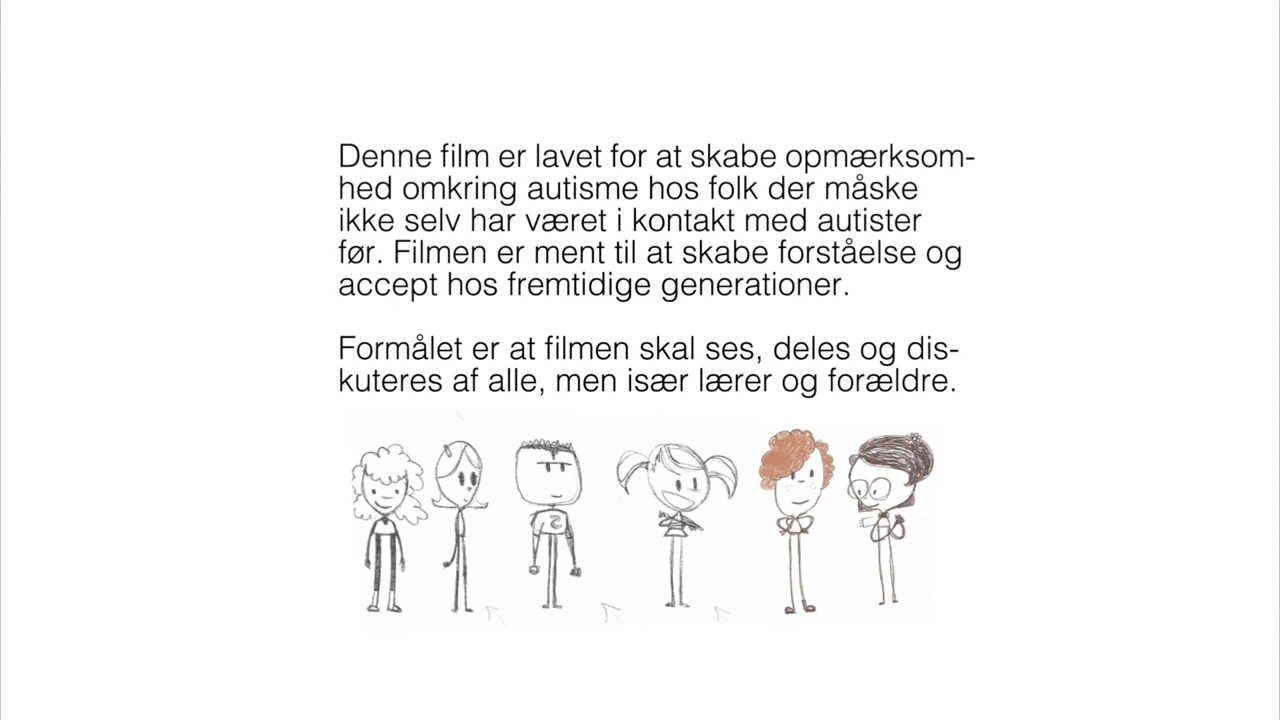 Denne film er lavet for at skabe opmærksom-
hed omkring autisme hos folk der måske
ikke selv har været i kontakt med autister
før. Filmen er ment til at skabe forståelse og
accept hos fremtidige generationer.
Formålet er at filmen skal ses, deles og dis-
kuteres af alle, men især lærer og forældre.
2